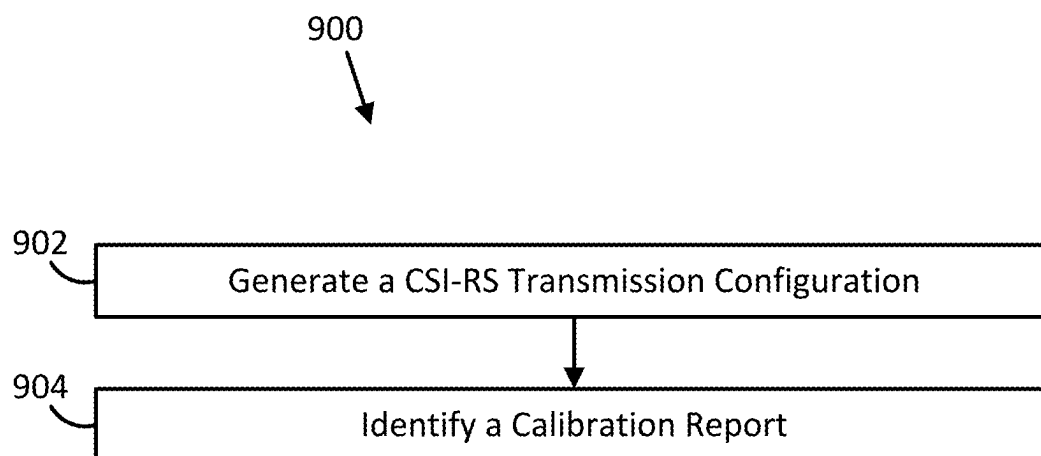 900
902
Generate a CSI-RS Transmission Configuration
904
Identify a Calibration Report